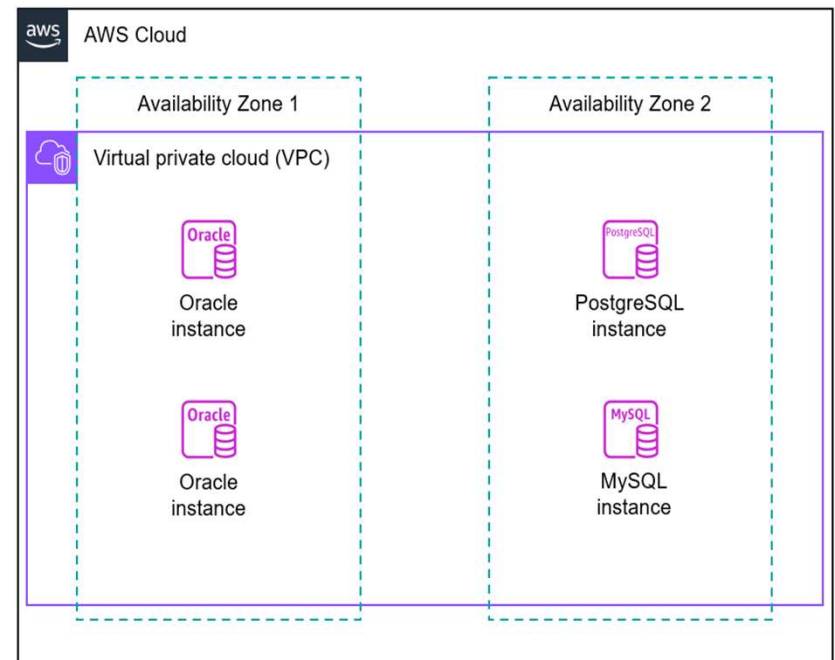 aws
AWS Cloud
Availability Zone 1
Availability Zone 2
Virtual private cloud (VPC)
Oracle
Oracle
instance
PostgreSQL
PostgreSQL
instance
Oracle
Oracle
instance
MySQL
MySQL
instance